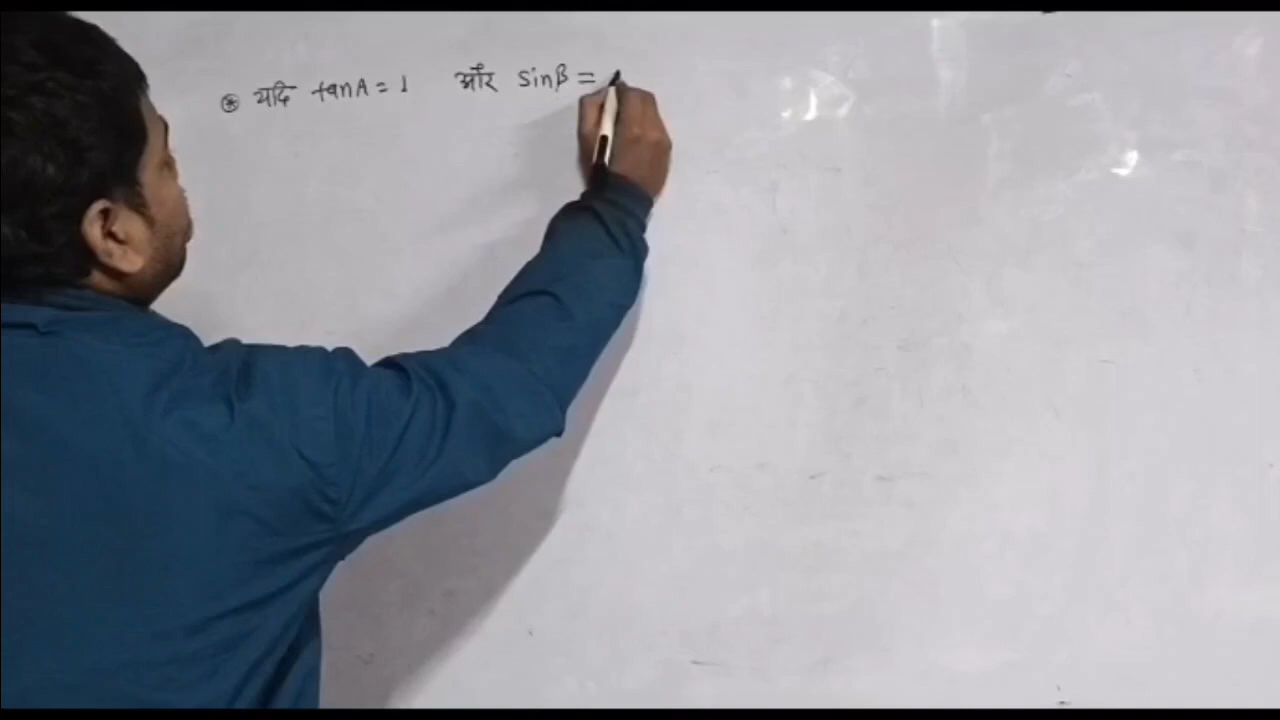 ⊛ यदि tanA = 1 और sinβ =